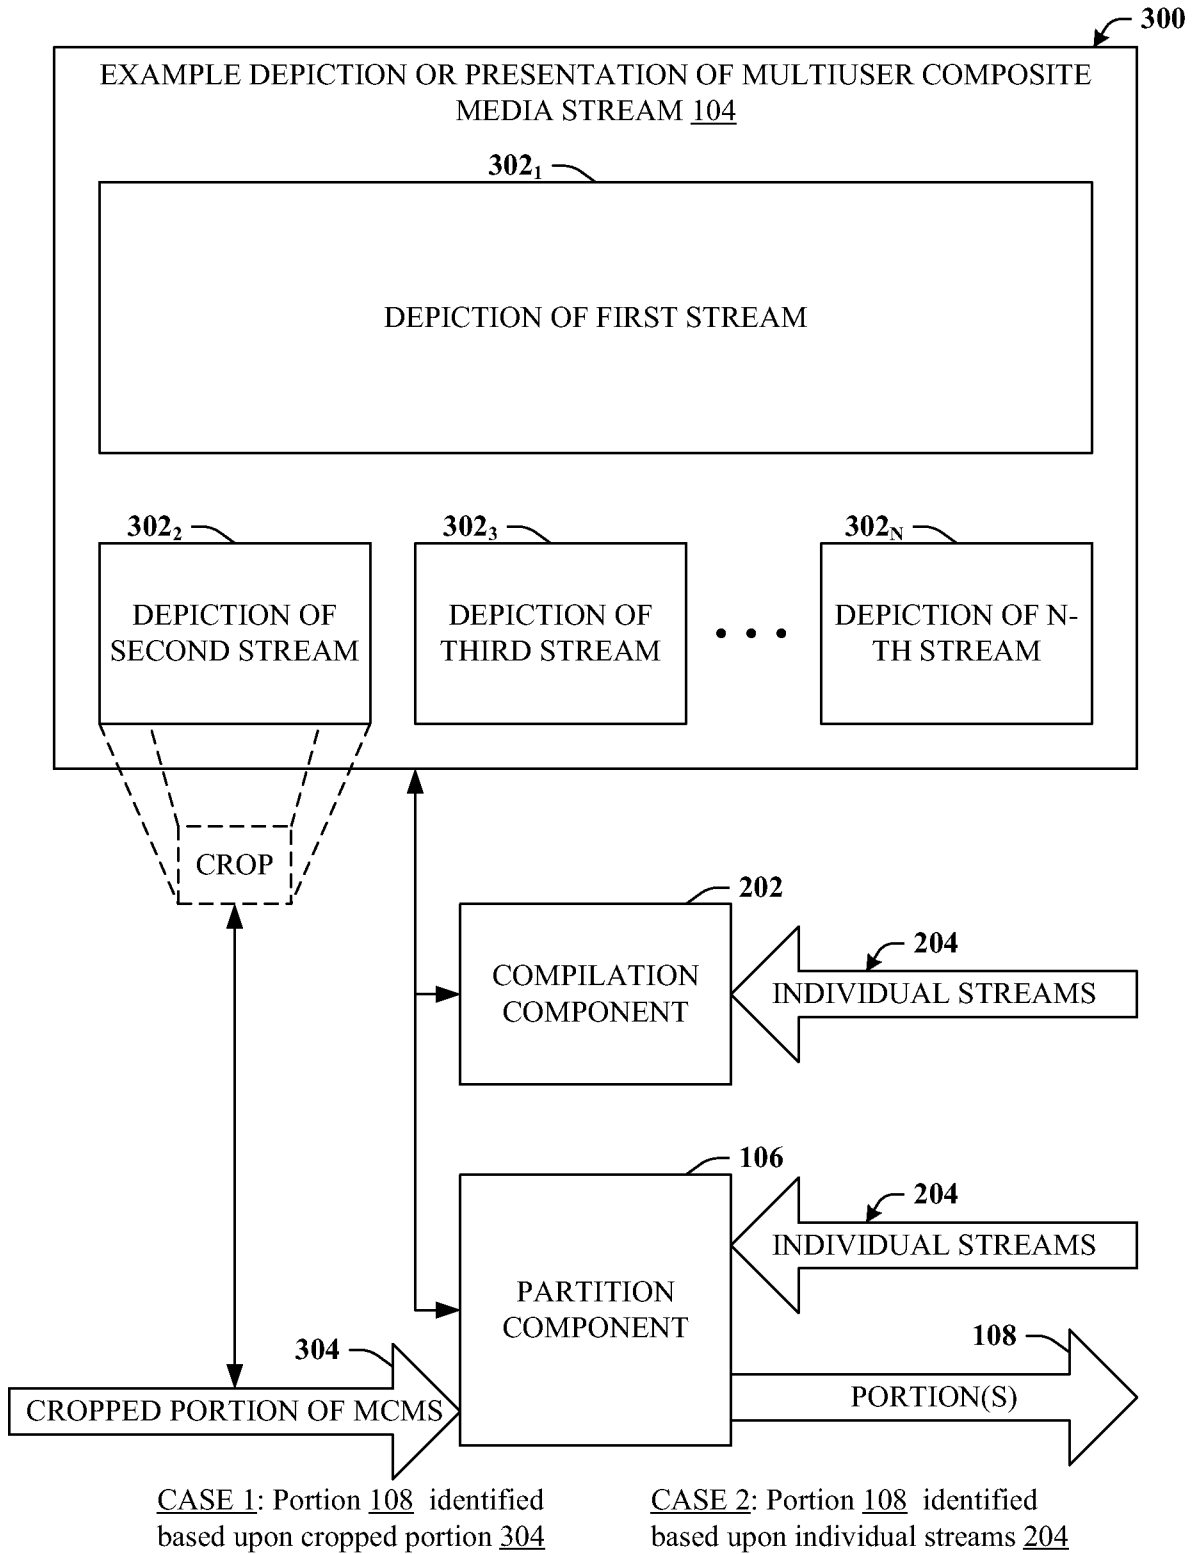 300
EXAMPLE DEPICTION OR PRESENTATION OF MULTIUSER COMPOSITE
MEDIA STREAM 104
302₁
DEPICTION OF FIRST STREAM
302₂
302₃
302_N
DEPICTION OF
SECOND STREAM
DEPICTION OF
THIRD STREAM
• • •
DEPICTION OF N-
TH STREAM
CROP
202
COMPILATION
COMPONENT
204
INDIVIDUAL STREAMS
106
PARTITION
COMPONENT
204
INDIVIDUAL STREAMS
304
CROPPED PORTION OF MCMS
108
PORTION(S)
CASE 1: Portion 108 identified
based upon cropped portion 304
CASE 2: Portion 108 identified
based upon individual streams 204